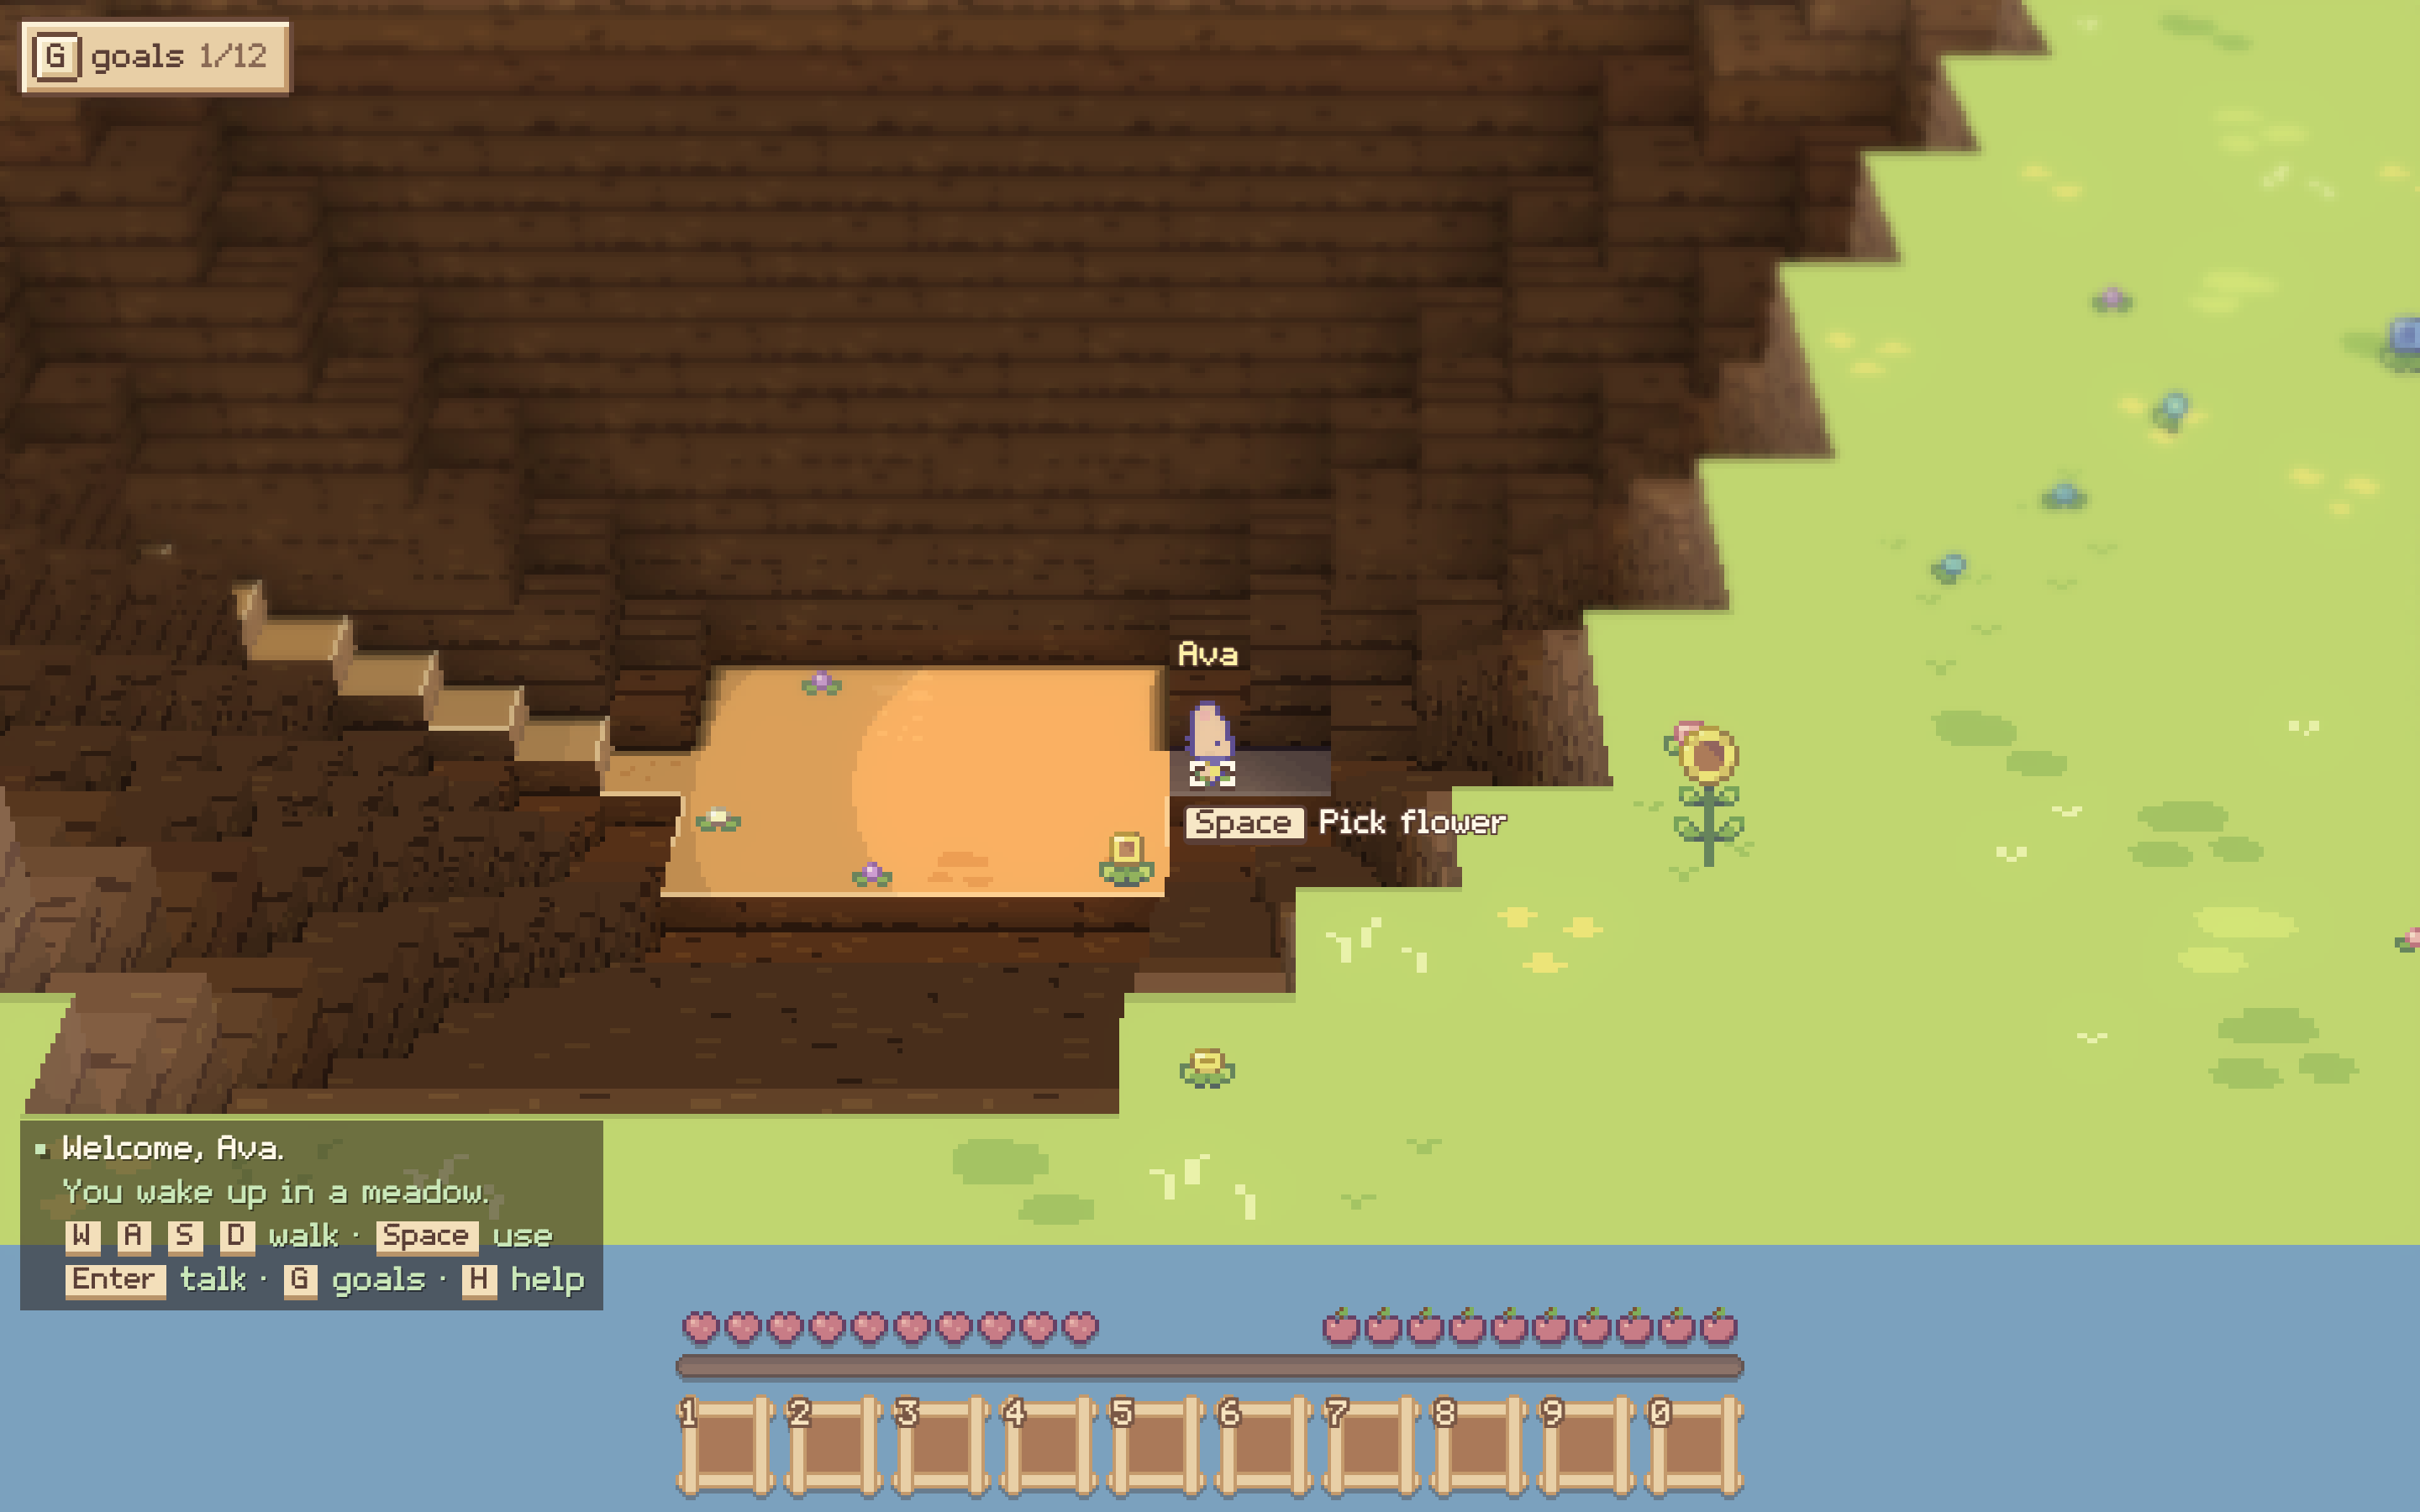 G goals 1/12
Ava
Space Pick flower
Welcome, Ava.
You wake up in a meadow.
W A S D walk · Space use
Enter talk · G goals · H help
1 2 3 4 5 6 7 8 9 0